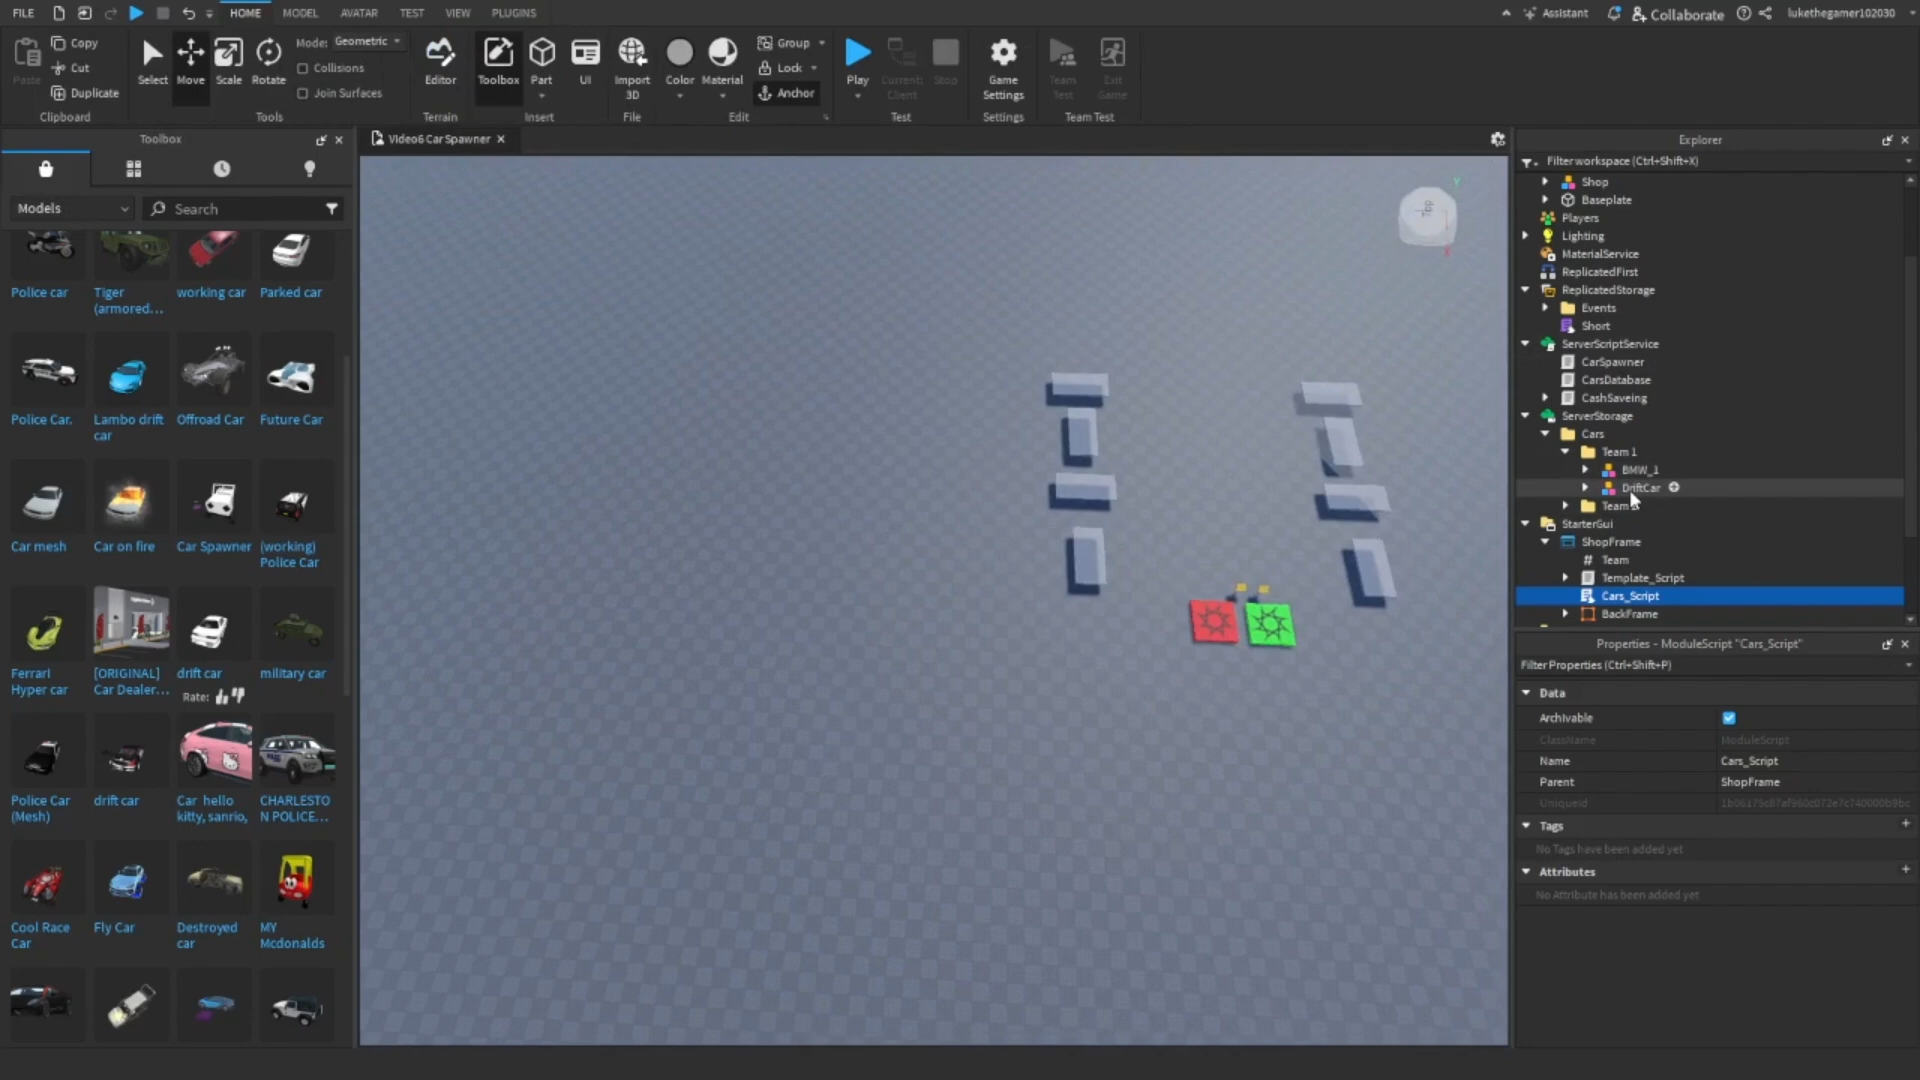 FILE HOME MODEL AVATAR TEST VIEW PLUGINS Assistant Collaborate lukethegamer102030
Paste Copy Cut Duplicate Clipboard
Select Move Scale Rotate Mode: Geometric Collisions Join Surfaces Tools
Editor Terrain
Toolbox Part UI Insert
Import 3D File
Color Material Group Lock Anchor Edit
Play Current: Client Stop Test
Game Settings Settings
Team Test Exit Game Team Test
Toolbox
Models
Search
Police car
Tiger (armored...
working car
Parked car
Police Car.
Lambo drift car
Offroad Car
Future Car
Car mesh
Car on fire
Car Spawner
(working) Police Car
Ferrari Hyper car
[ORIGINAL] Car Dealer...
drift car
military car
Rate:
Police Car (Mesh)
drift car
Car hello kitty, sanrio,
CHARLESTO N POLICE...
Cool Race Car
Fly Car
Destroyed car
MY Mcdonalds
Video6 CarSpawner
Top
Y
X
Explorer
Filter workspace (Ctrl+Shift+X)
Shop
Baseplate
Players
Lighting
MaterialService
ReplicatedFirst
ReplicatedStorage
Events
Short
ServerScriptService
CarSpawner
CarsDatabase
CashSaveing
ServerStorage
Cars
Team 1
BMW_1
DriftCar
Team
StarterGui
ShopFrame
Team
Template_Script
Cars_Script
BackFrame
Properties - ModuleScript "Cars_Script"
Filter Properties (Ctrl+Shift+P)
Data
Archivable
ClassName ModuleScript
Name Cars_Script
Parent ShopFrame
UniqueId
Tags
No Tags have been added yet
Attributes
No Attribute has been added yet